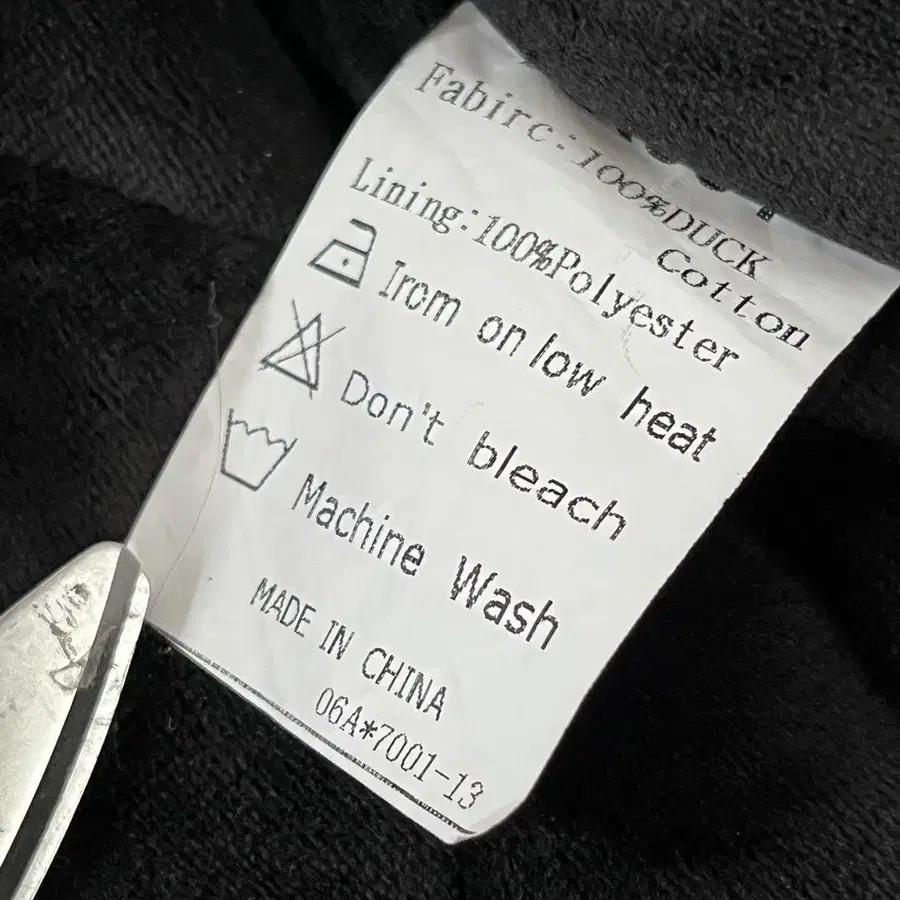 Fabirc:100%DUCK
Cotton
Lining:100%Polyester
Irom on low heat
Don't bleach
Machine Wash
MADE IN CHINA
06A*7001-13